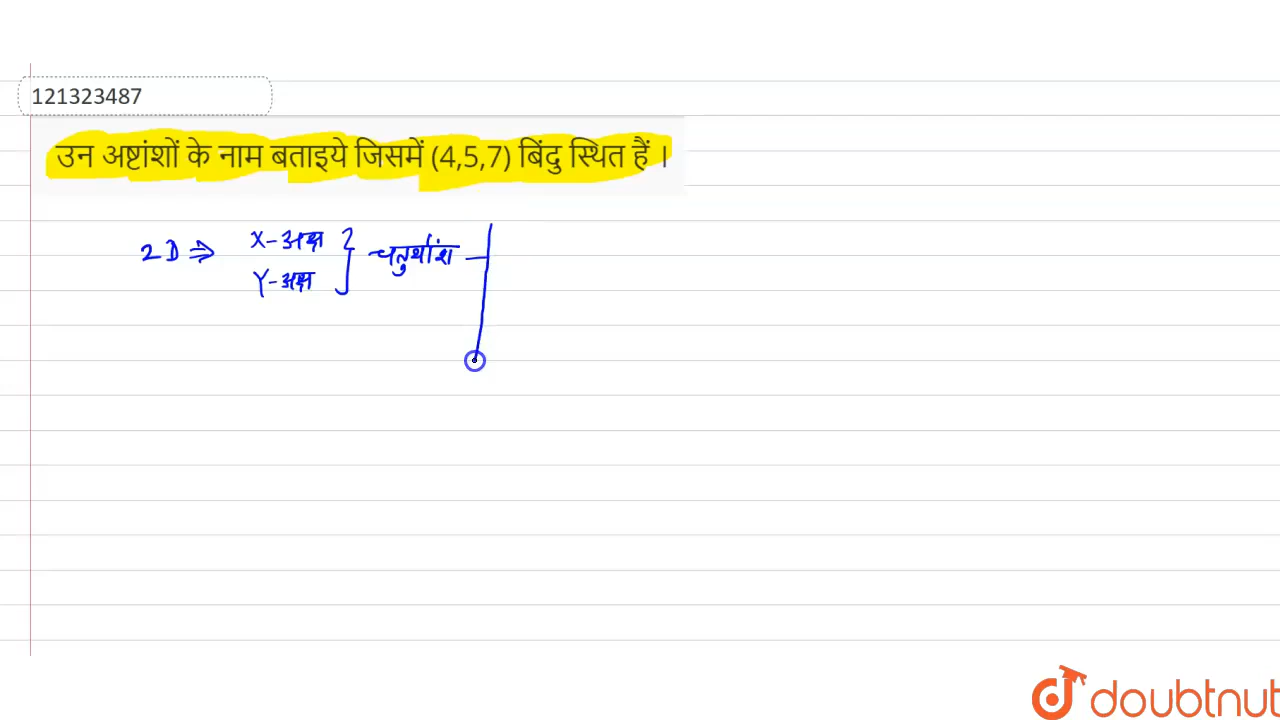 121323487
उन अष्टांशों के नाम बताइये जिसमें (4,5,7) बिंदु स्थित हैं ।
2D ⇒ X-अक्ष } चतुर्थांश
Y-अक्ष
doubtnut